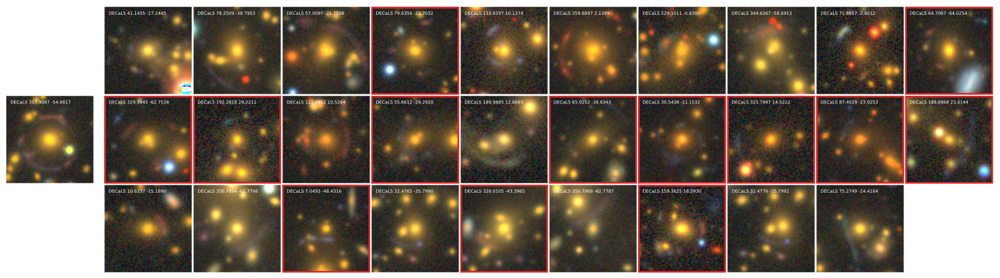 DECaLS 41.1455 -17.2445
DECaLS 78.2509 -38.7953
DECaLS 57.0097 -21.7508
DECaLS 79.6356 -22.7032
DECaLS 133.6197 10.1374
DECaLS 359.8897 2.1399
DECaLS 229.1011 -0.8300
DECaLS 344.6267 -58.6913
DECaLS 71.8657 -2.8612
DECaLS 64.7067 -64.0254
DECaLS 357.9087 -54.8817
DECaLS 329.9945 -62.7538
DECaLS 192.2818 29.2211
DECaLS 122.0852 10.5284
DECaLS 55.6612 -29.2920
DECaLS 189.9885 12.6693
DECaLS 65.0252 -38.6343
DECaLS 30.5438 -11.1532
DECaLS 325.7947 14.5222
DECaLS 87.4029 -23.9253
DECaLS 188.6868 23.0144
DECaLS 10.6237 -15.1890
DECaLS 356.7894 -62.7766
DECaLS 7.0493 -48.4316
DECaLS 32.4765 -35.7990
DECaLS 326.0105 -43.3965
DECaLS 356.7868 -62.7787
DECaLS 159.3625 18.5930
DECaLS 32.4776 -35.7992
DECaLS 75.2749 -24.4164